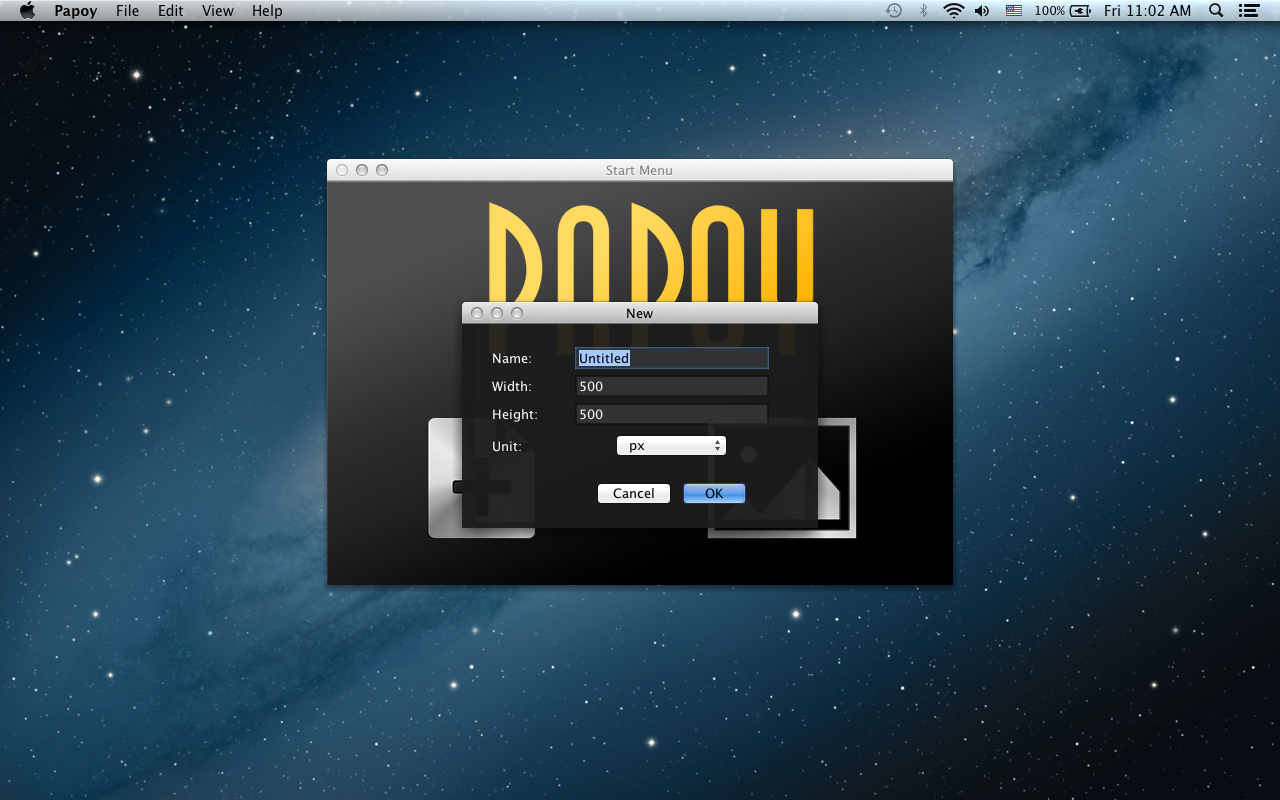 Papoy File Edit View Help 100% Fri 11:02 AM
Start Menu
PAPOY
New
Name: Untitled
Width: 500
Height: 500
Unit: px
Cancel OK